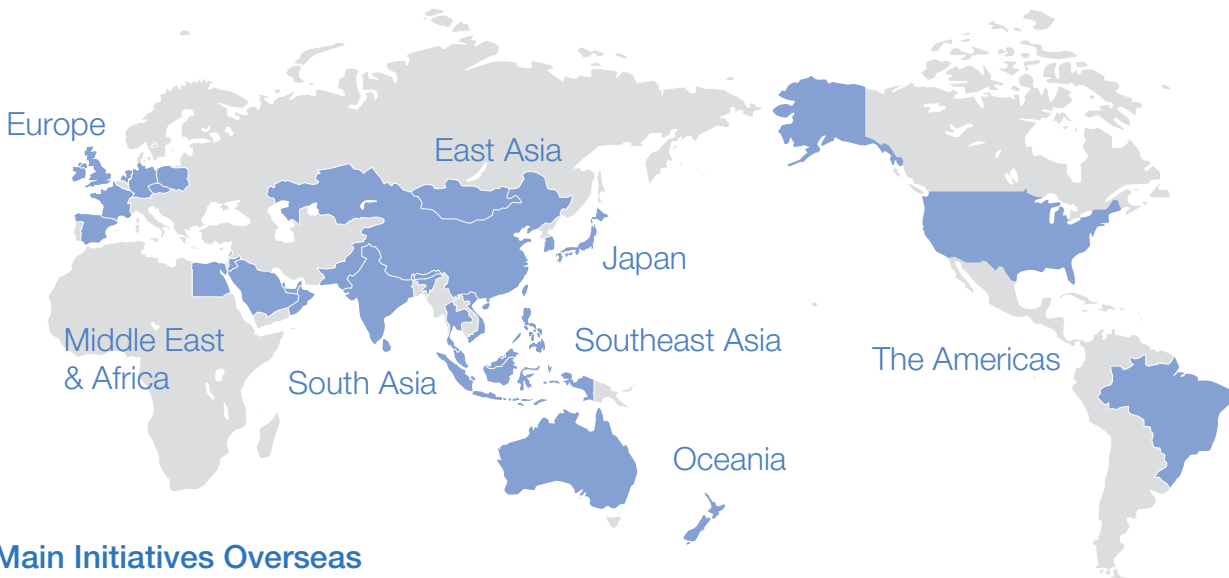 Europe
East Asia
Japan
Middle East
& Africa
Southeast Asia
The Americas
South Asia
Oceania
Main Initiatives Overseas